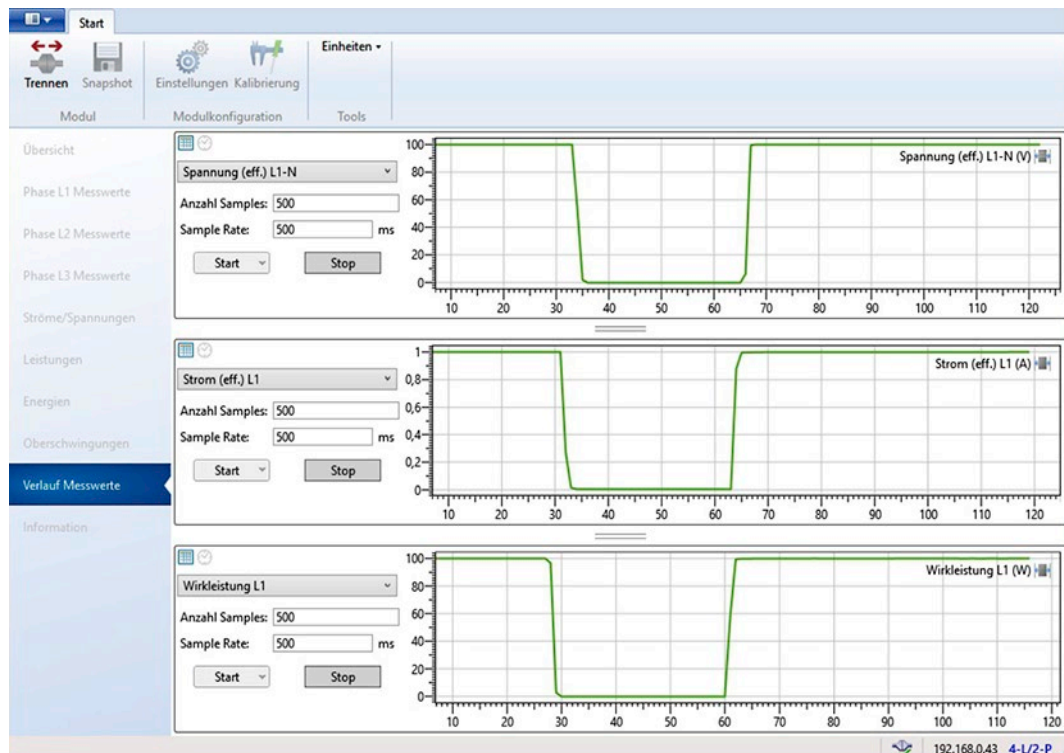 Start
Trennen Snapshot Einstellungen Kalibrierung Einheiten
Modul Modulkonfiguration Tools
Übersicht
Phase L1 Messwerte
Phase L2 Messwerte
Phase L3 Messwerte
Ströme/Spannungen
Leistungen
Energien
Oberschwingungen
Verlauf Messwerte
Information
Spannung (eff.) L1-N
Anzahl Samples: 500
Sample Rate: 500 ms
Start Stop
Spannung (eff.) L1-N (V)
100
80
60
40
20
0
10 20 30 40 50 60 70 80 90 100 110 120
Strom (eff.) L1
Anzahl Samples: 500
Sample Rate: 500 ms
Start Stop
Strom (eff.) L1 (A)
1
0,8
0,6
0,4
0,2
0
10 20 30 40 50 60 70 80 90 100 110 120
Wirkleistung L1
Anzahl Samples: 500
Sample Rate: 500 ms
Start Stop
Wirkleistung L1 (W)
100
80
60
40
20
0
10 20 30 40 50 60 70 80 90 100 110 120
192.168.0.43 4-L/2-P